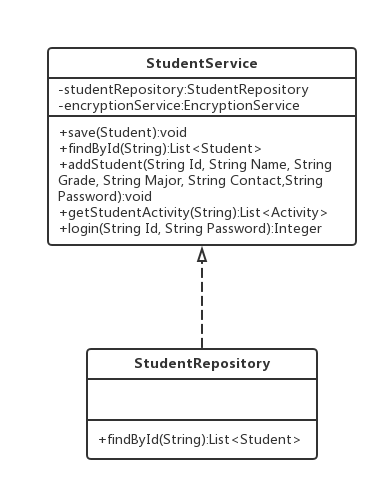 StudentService
-studentRepository:StudentRepository
-encryptionService:EncryptionService
+save(Student):void
+findById(String):List<Student>
+addStudent(String Id, String Name, String
Grade, String Major, String Contact,String
Password):void
+getStudentActivity(String):List<Activity>
+login(String Id, String Password):Integer
StudentRepository
+findById(String):List<Student>